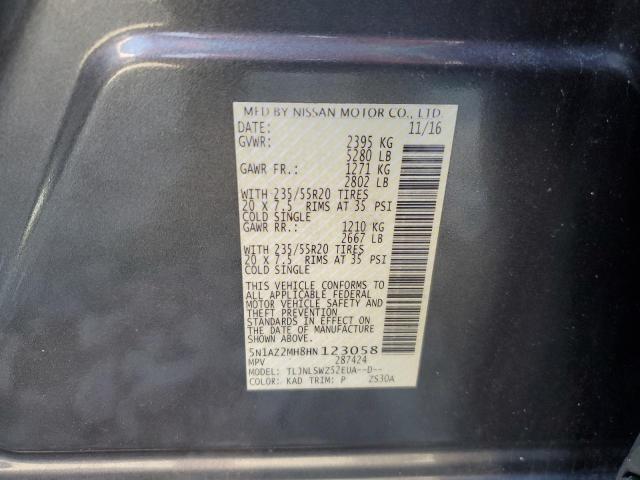 MFD BY NISSAN MOTOR CO., LTD.
DATE: 11/16
GVWR: 2395 KG
5280 LB
GAWR FR.: 1271 KG
2802 LB
WITH 235/55R20 TIRES
20 X 7.5 RIMS AT 35 PSI
COLD SINGLE
GAWR RR.: 1210 KG
2667 LB
WITH 235/55R20 TIRES
20 X 7.5 RIMS AT 35 PSI
COLD SINGLE
THIS VEHICLE CONFORMS TO
ALL APPLICABLE FEDERAL
MOTOR VEHICLE SAFETY AND
THEFT PREVENTION
STANDARDS IN EFFECT ON
THE DATE OF MANUFACTURE
SHOWN ABOVE.
5N1AZ2MH8HN123058
MPV 287424
MODEL: TLJNLSWZ52EUA--D--
COLOR: KAD TRIM: P ZS30A